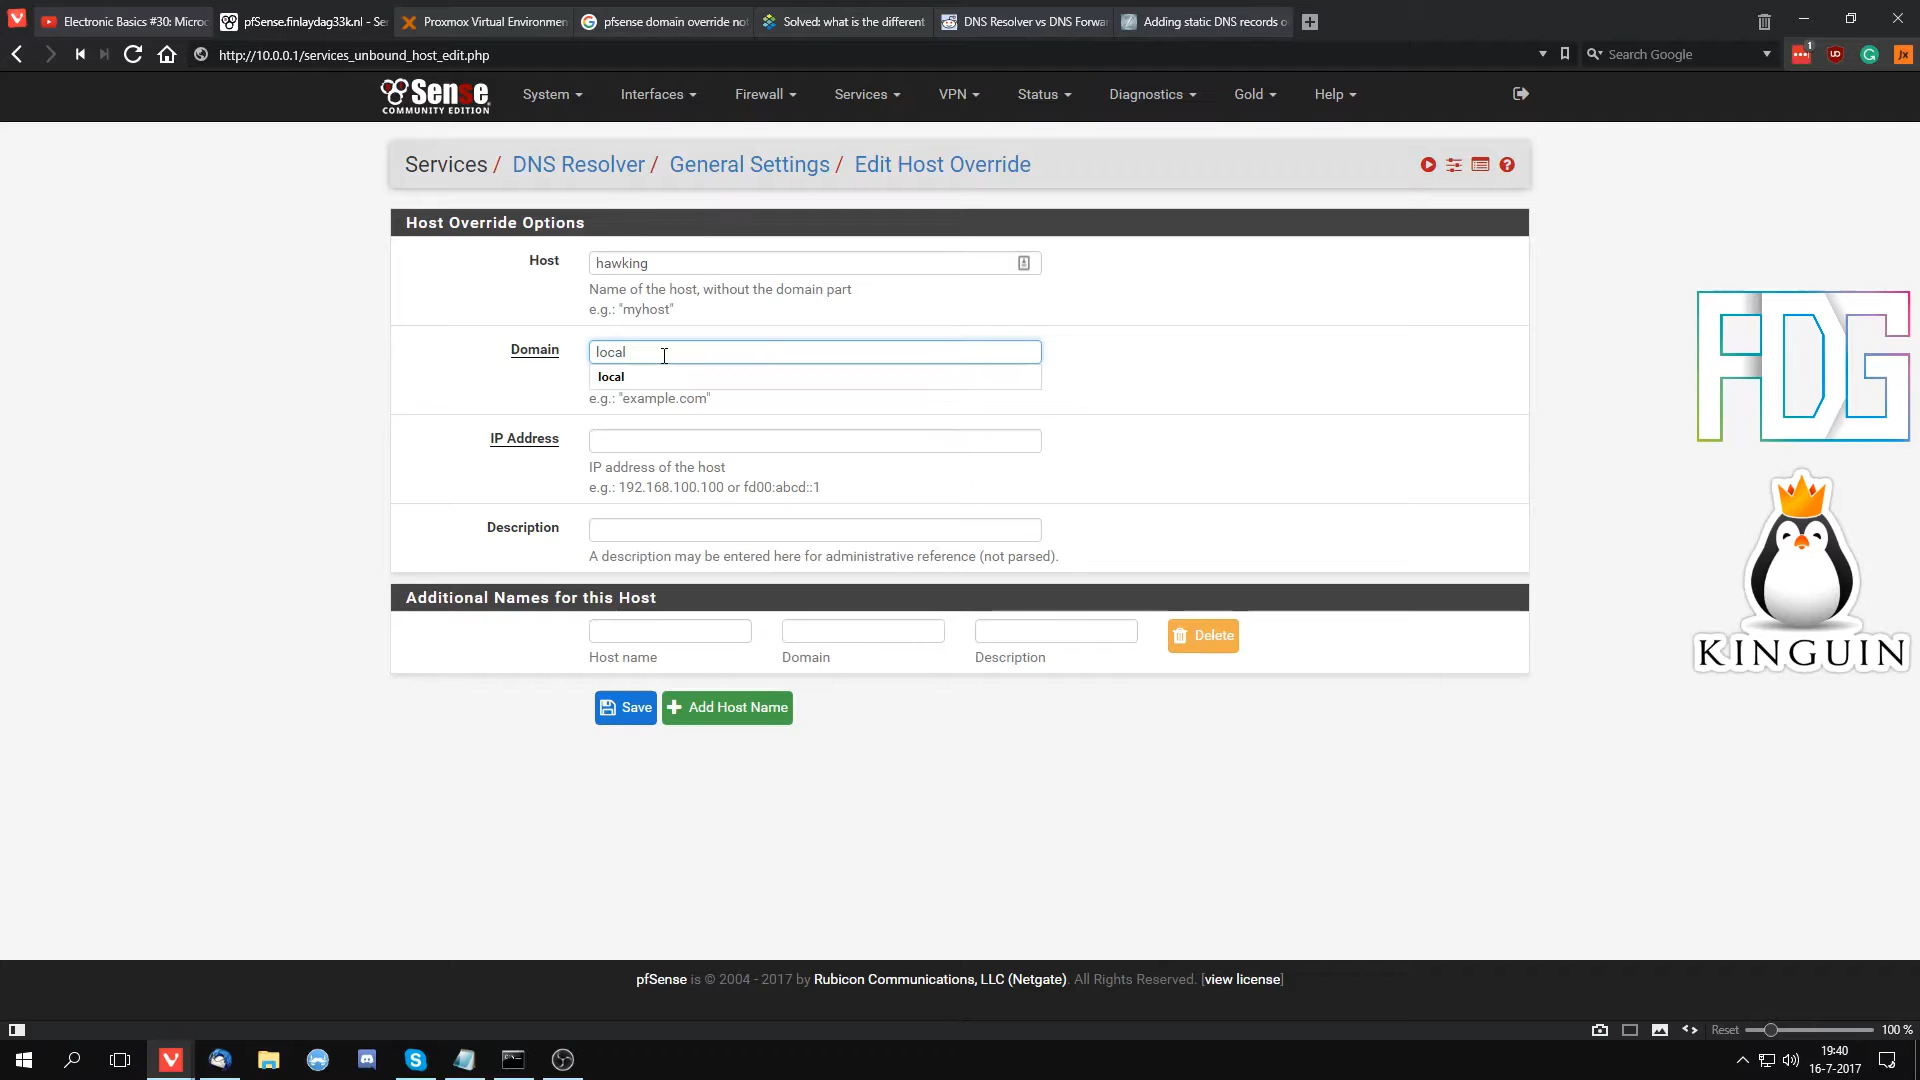 Electronic Basics #30: Microc
pfSense.finlaydag33k.nl - Se
Proxmox Virtual Environmen
pfsense domain override no
Solved: what is the different
DNS Resolver vs DNS Forwar
Adding static DNS records o
http://10.0.0.1/services_unbound_host_edit.php
Search Google
1
UD
G
Jx
Sense
COMMUNITY EDITION
System
Interfaces
Firewall
Services
VPN
Status
Diagnostics
Gold
Help
Services / DNS Resolver / General Settings / Edit Host Override
Host Override Options
Host
hawking
Name of the host, without the domain part
e.g.: "myhost"
Domain
local
local
e.g.: "example.com"
IP Address
IP address of the host
e.g.: 192.168.100.100 or fd00:abcd::1
Description
A description may be entered here for administrative reference (not parsed).
Additional Names for this Host
Host name
Domain
Description
Delete
Save
Add Host Name
FDG
KINGUIN
pfSense is © 2004 - 2017 by Rubicon Communications, LLC (Netgate). All Rights Reserved. [view license]
Reset
100 %
19:40
16-7-2017